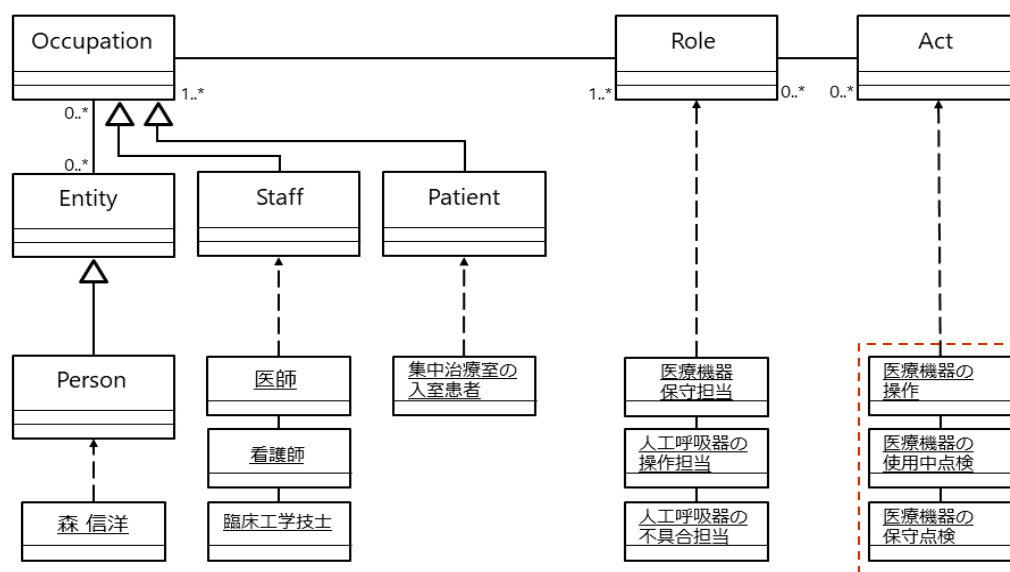 Occupation
Role
Act
1..*
1..*
0..*
0..*
0..*
0..*
Entity
Staff
Patient
Person
医師
集中治療室の
入室患者
医療機器
保守担当
医療機器の
操作
看護師
人工呼吸器の
操作担当
医療機器の
使用中点検
森 信洋
臨床工学技士
人工呼吸器の
不具合担当
医療機器の
保守点検